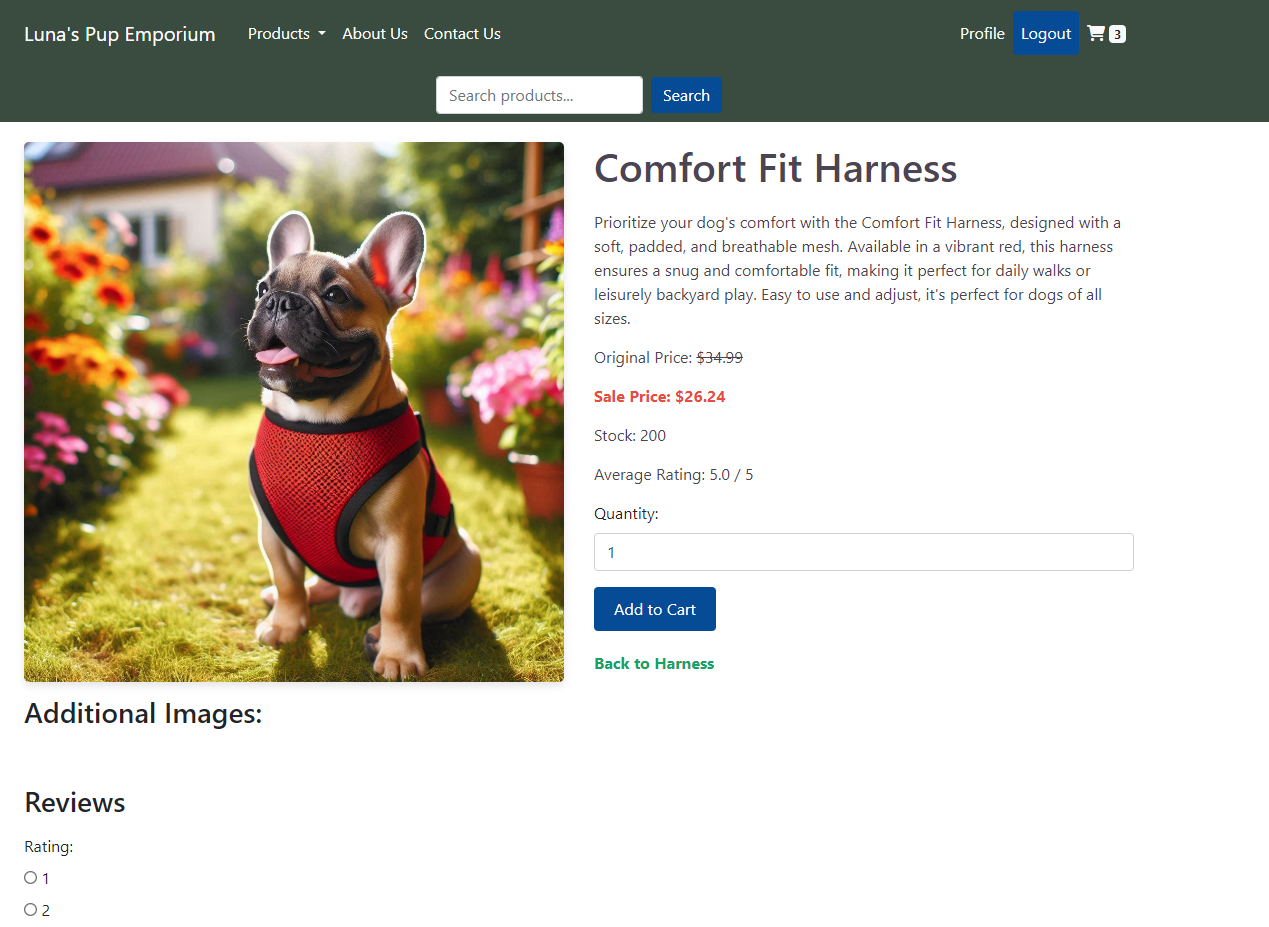 Luna's Pup Emporium Products About Us Contact Us Profile Logout 3
Search products... Search
Comfort Fit Harness
Prioritize your dog's comfort with the Comfort Fit Harness, designed with a
soft, padded, and breathable mesh. Available in a vibrant red, this harness
ensures a snug and comfortable fit, making it perfect for daily walks or
leisurely backyard play. Easy to use and adjust, it's perfect for dogs of all
sizes.
Original Price: $34.99
Sale Price: $26.24
Stock: 200
Average Rating: 5.0 / 5
Quantity:
1
Add to Cart
Back to Harness
Additional Images:
Reviews
Rating:
1
2